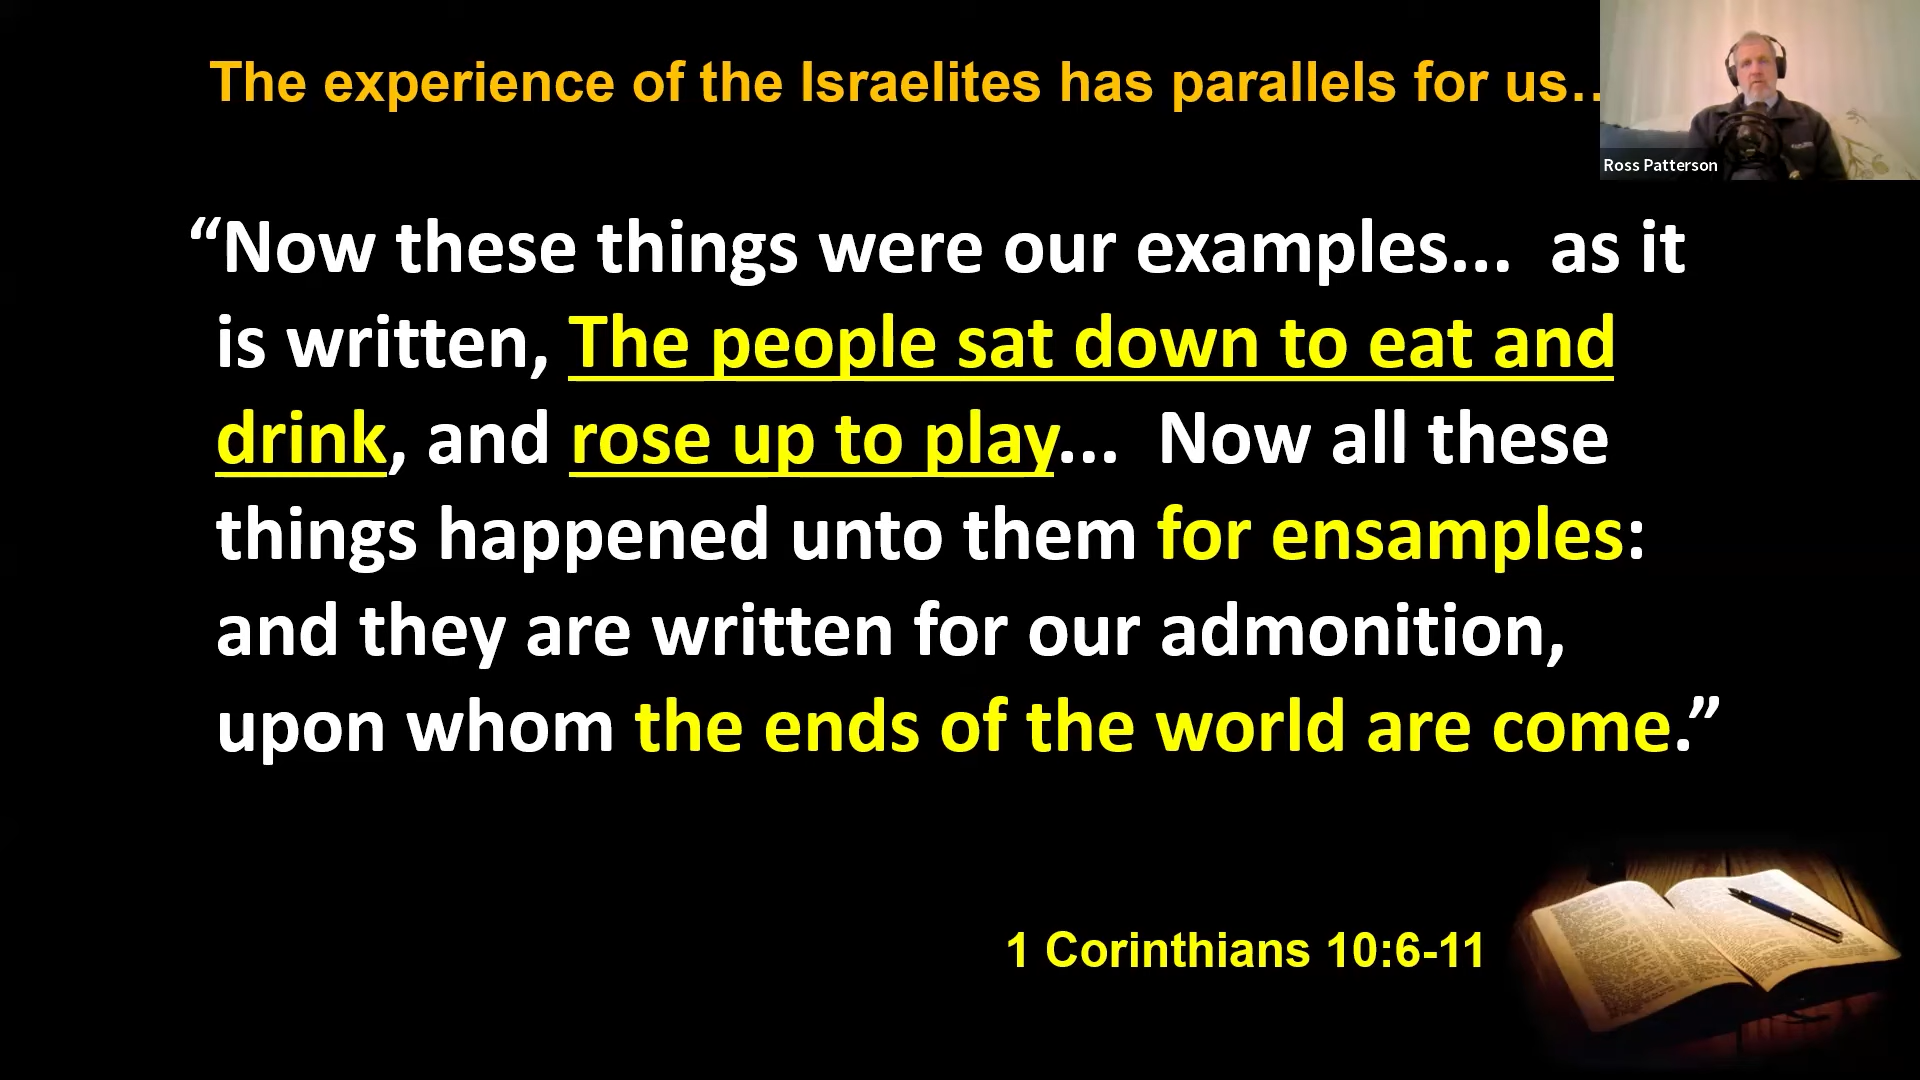 The experience of the Israelites has parallels for us..
Ross Patterson
“Now these things were our examples...  as it
is written, The people sat down to eat and
drink, and rose up to play...  Now all these
things happened unto them for ensamples:
and they are written for our admonition,
upon whom the ends of the world are come.”
1 Corinthians 10:6-11